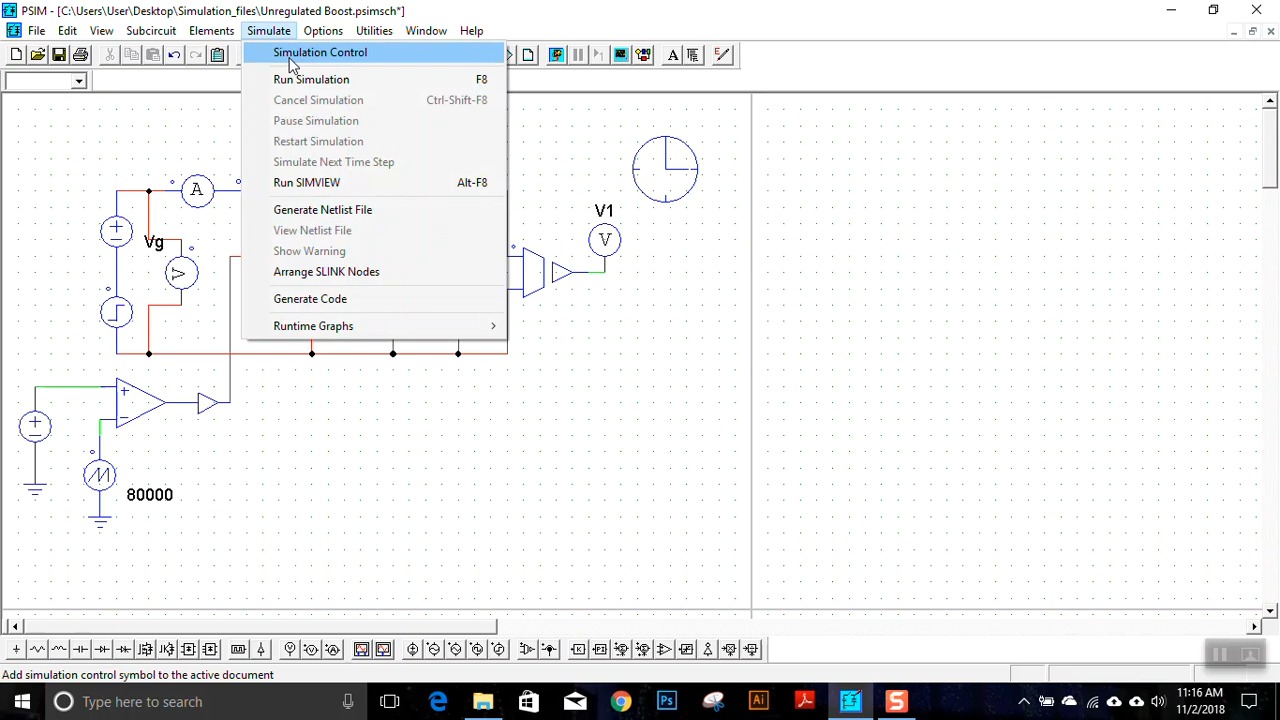 PSIM - [C:\Users\User\Desktop\Simulation_files\Unregulated Boost.psimsch*]
File Edit View Subcircuit Elements Simulate Options Utilities Window Help
Simulation Control
Run Simulation F8
Cancel Simulation Ctrl-Shift-F8
Pause Simulation
Restart Simulation
Simulate Next Time Step
Run SIMVIEW Alt-F8
Generate Netlist File
View Netlist File
Show Warning
Arrange SLINK Nodes
Generate Code
Runtime Graphs
A
V1
V
Vg
V
80000
Add simulation control symbol to the active document
Type here to search
11:16 AM
11/2/2018